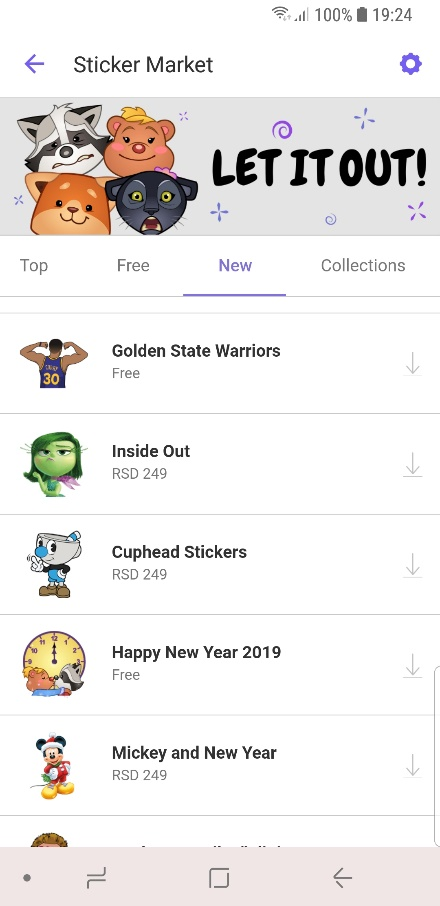 100% 19:24
Sticker Market
LET IT OUT!
Top Free New Collections
Golden State Warriors
Free
30
Inside Out
RSD 249
Cuphead Stickers
RSD 249
Happy New Year 2019
Free
Mickey and New Year
RSD 249